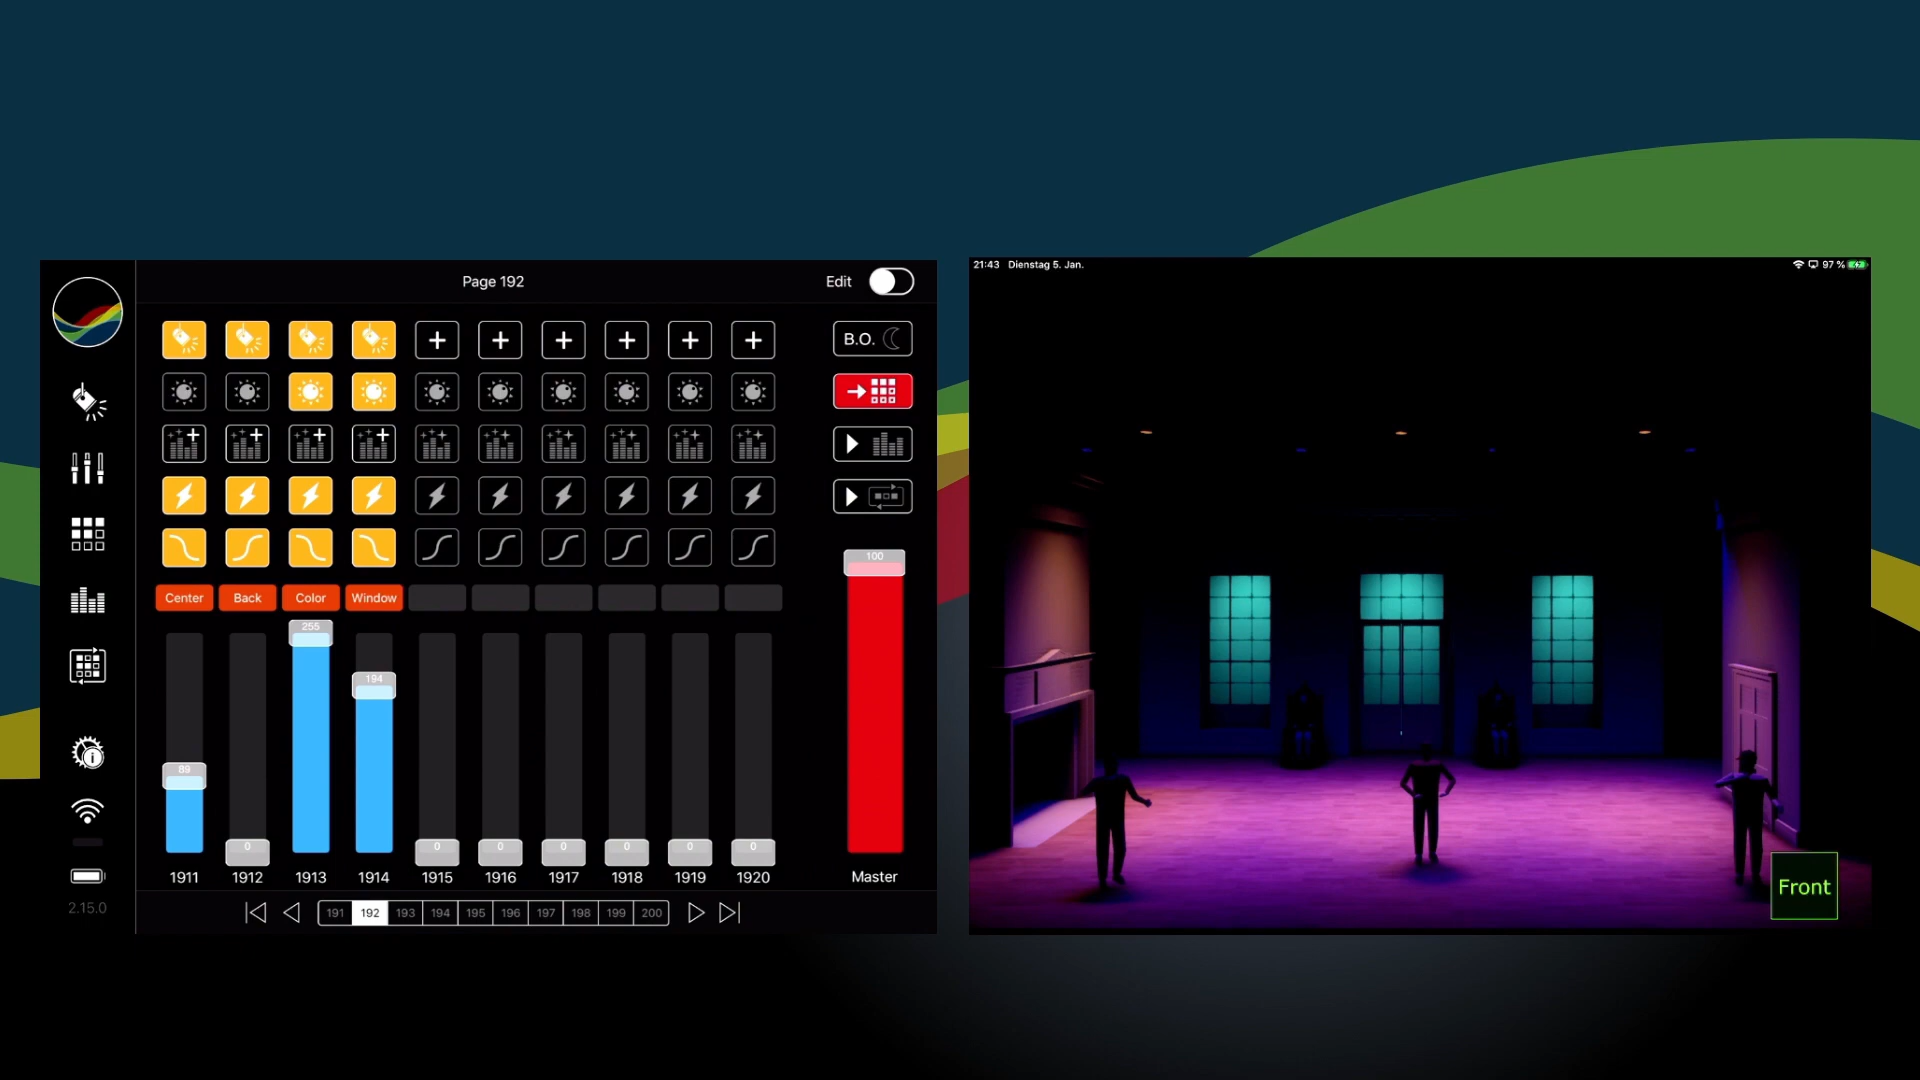 Page 192
Edit
B.O.
100
Center Back Color Window
255
194
89
0 0 0 0 0 0 0
1911 1912 1913 1914 1915 1916 1917 1918 1919 1920 Master
2.15.0
191 192 193 194 195 196 197 198 199 200
21:43 Dienstag 5. Jan.
97 %
Front